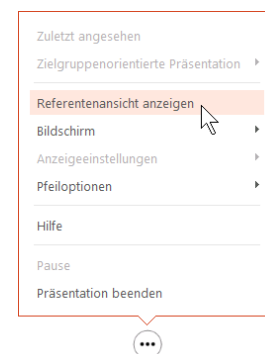 Zuletzt angesehen
Zielgruppenorientierte Präsentation
Referentenansicht anzeigen
Bildschirm
Anzeigeeinstellungen
Pfeiloptionen
Hilfe
Pause
Präsentation beenden